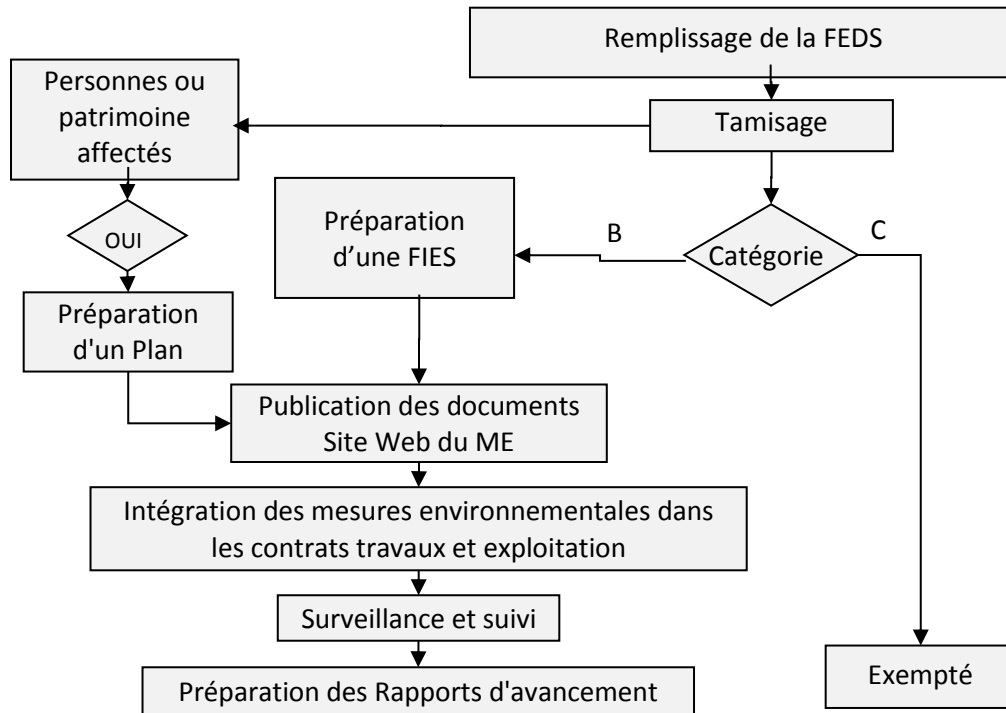 Remplissage de la FEDS
Personnes ou
patrimoine
affectés
Tamisage
OUI
Préparation
d’une FIES
B
Catégorie
C
Préparation
d'un Plan
Publication des documents
Site Web du ME
Intégration des mesures environnementales dans
les contrats travaux et exploitation
Surveillance et suivi
Exempté
Préparation des Rapports d'avancement